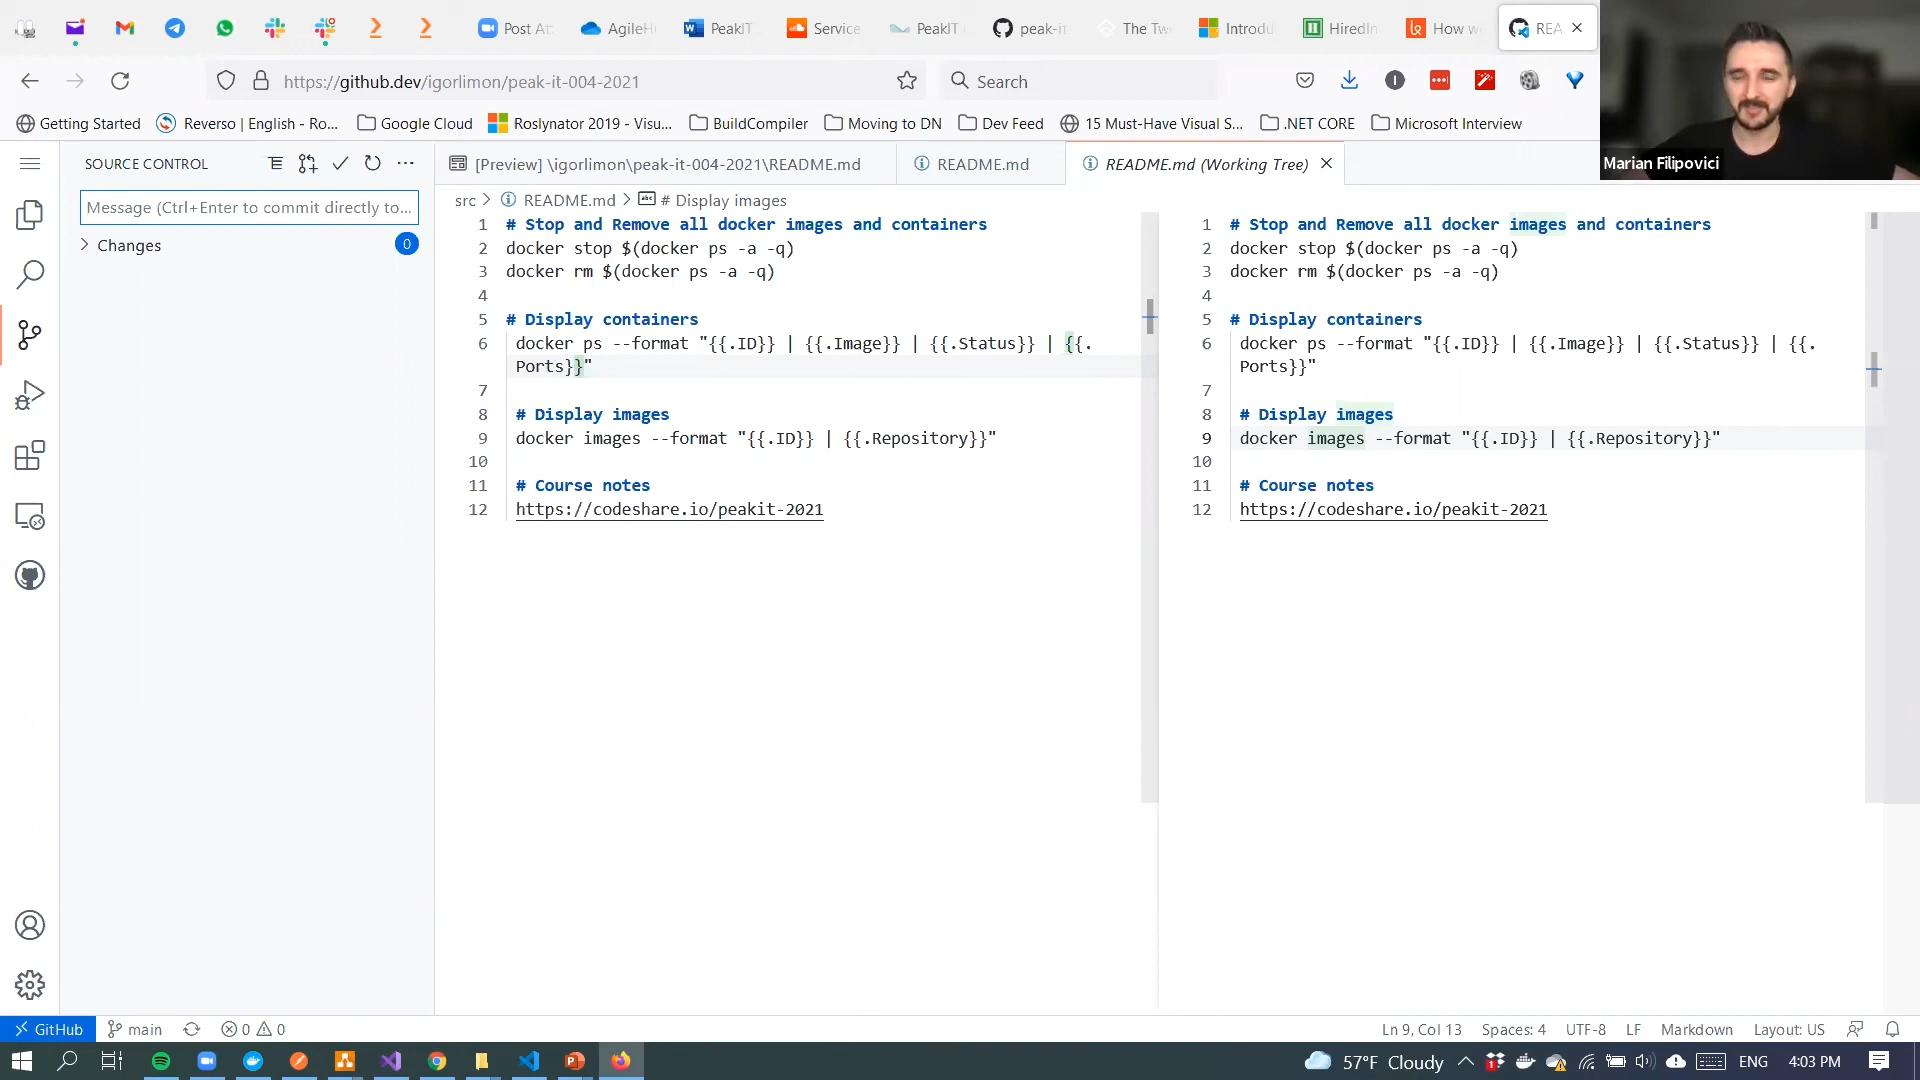 Post At
AgileH
PeakIT
Service
PeakIT
peak-it
The Tw
Introdu
HiredIn
How w
REA
https://github.dev/igorlimon/peak-it-004-2021
Search
Getting Started
Reverso | English - Ro...
Google Cloud
Roslynator 2019 - Visu...
BuildCompiler
Moving to DN
Dev Feed
15 Must-Have Visual S...
.NET CORE
Microsoft Interview
Marian Filipovici
SOURCE CONTROL
Message (Ctrl+Enter to commit directly to...
Changes
0
[Preview] \igorlimon\peak-it-004-2021\README.md
README.md
README.md (Working Tree)
src > README.md > # Display images
1 # Stop and Remove all docker images and containers
2 docker stop $(docker ps -a -q)
3 docker rm $(docker ps -a -q)
4
5 # Display containers
6 docker ps --format "{{.ID}} | {{.Image}} | {{.Status}} | {{.
Ports}}"
7
8 # Display images
9 docker images --format "{{.ID}} | {{.Repository}}"
10
11 # Course notes
12 https://codeshare.io/peakit-2021
1 # Stop and Remove all docker images and containers
2 docker stop $(docker ps -a -q)
3 docker rm $(docker ps -a -q)
4
5 # Display containers
6 docker ps --format "{{.ID}} | {{.Image}} | {{.Status}} | {{.
Ports}}"
7
8 # Display images
9 docker images --format "{{.ID}} | {{.Repository}}"
10
11 # Course notes
12 https://codeshare.io/peakit-2021
GitHub
main
0
0
Ln 9, Col 13
Spaces: 4
UTF-8
LF
Markdown
Layout: US
57°F Cloudy
ENG
4:03 PM